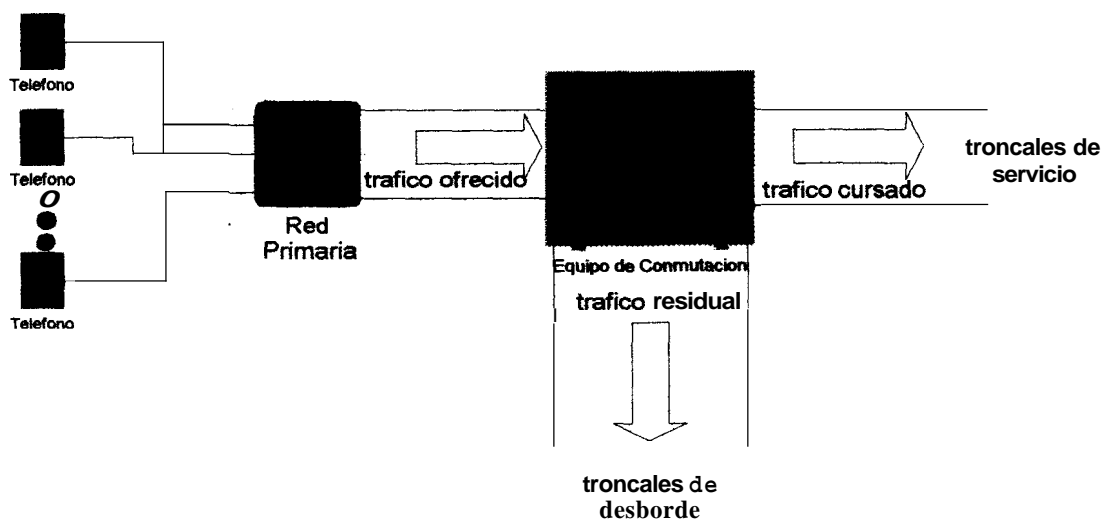 Telefono
Telefono
O
Telefono
Red
Primaria
trafico ofrecido
Equipo de Conmutacion
trafico residual
trafico cursado
troncales de
servicio
troncales de
desborde